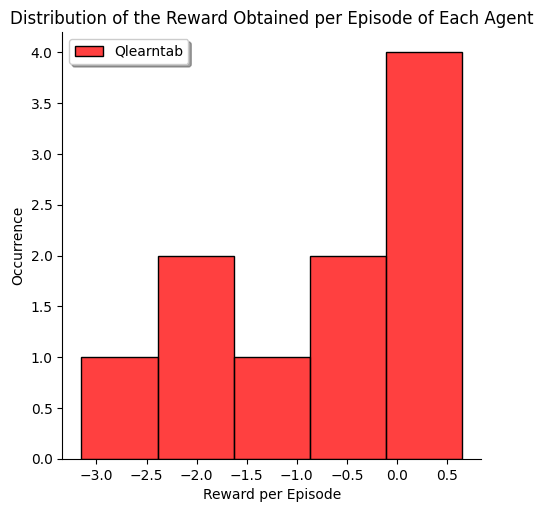 Distribution of the Reward Obtained per Episode of Each Agent
Qlearntab
4.0
3.5
3.0
2.5
2.0
1.5
1.0
0.5
0.0
Occurrence
−3.0 −2.5 −2.0 −1.5 −1.0 −0.5 0.0 0.5
Reward per Episode